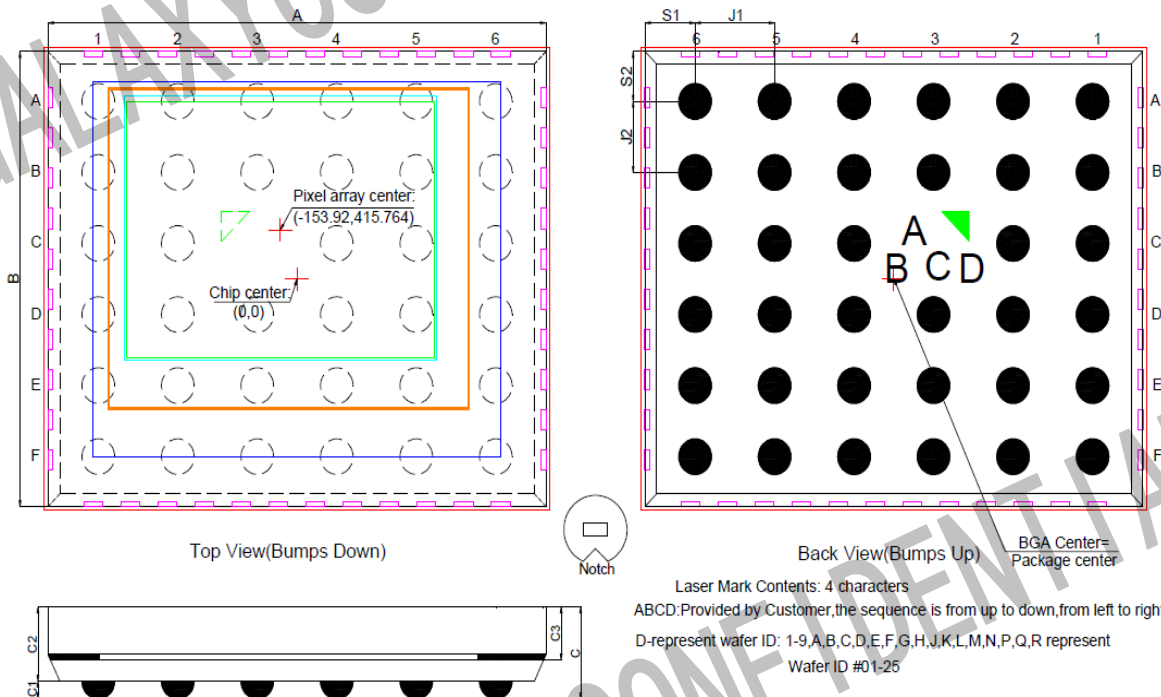 A
S1 J1
1 2 3 4 5 6
6 5 4 3 2 1
S2
J2
B
A
B
C
D
E
F
Pixel array center:
(-153.92,415.764)
Chip center:
(0,0)
A
B C D
A
B
C
D
E
F
Top View(Bumps Down)
Notch
Back View(Bumps Up)
BGA Center=
Package center
Laser Mark Contents: 4 characters
ABCD:Provided by Customer,the sequence is from up to down,from left to righ
D-represent wafer ID: 1-9,A,B,C,D,E,F,G,H,J,K,L,M,N,P,Q,R represent
Wafer ID #01-25
C2
C1
C3
C
GALAXYCO
CONFIDENTIA